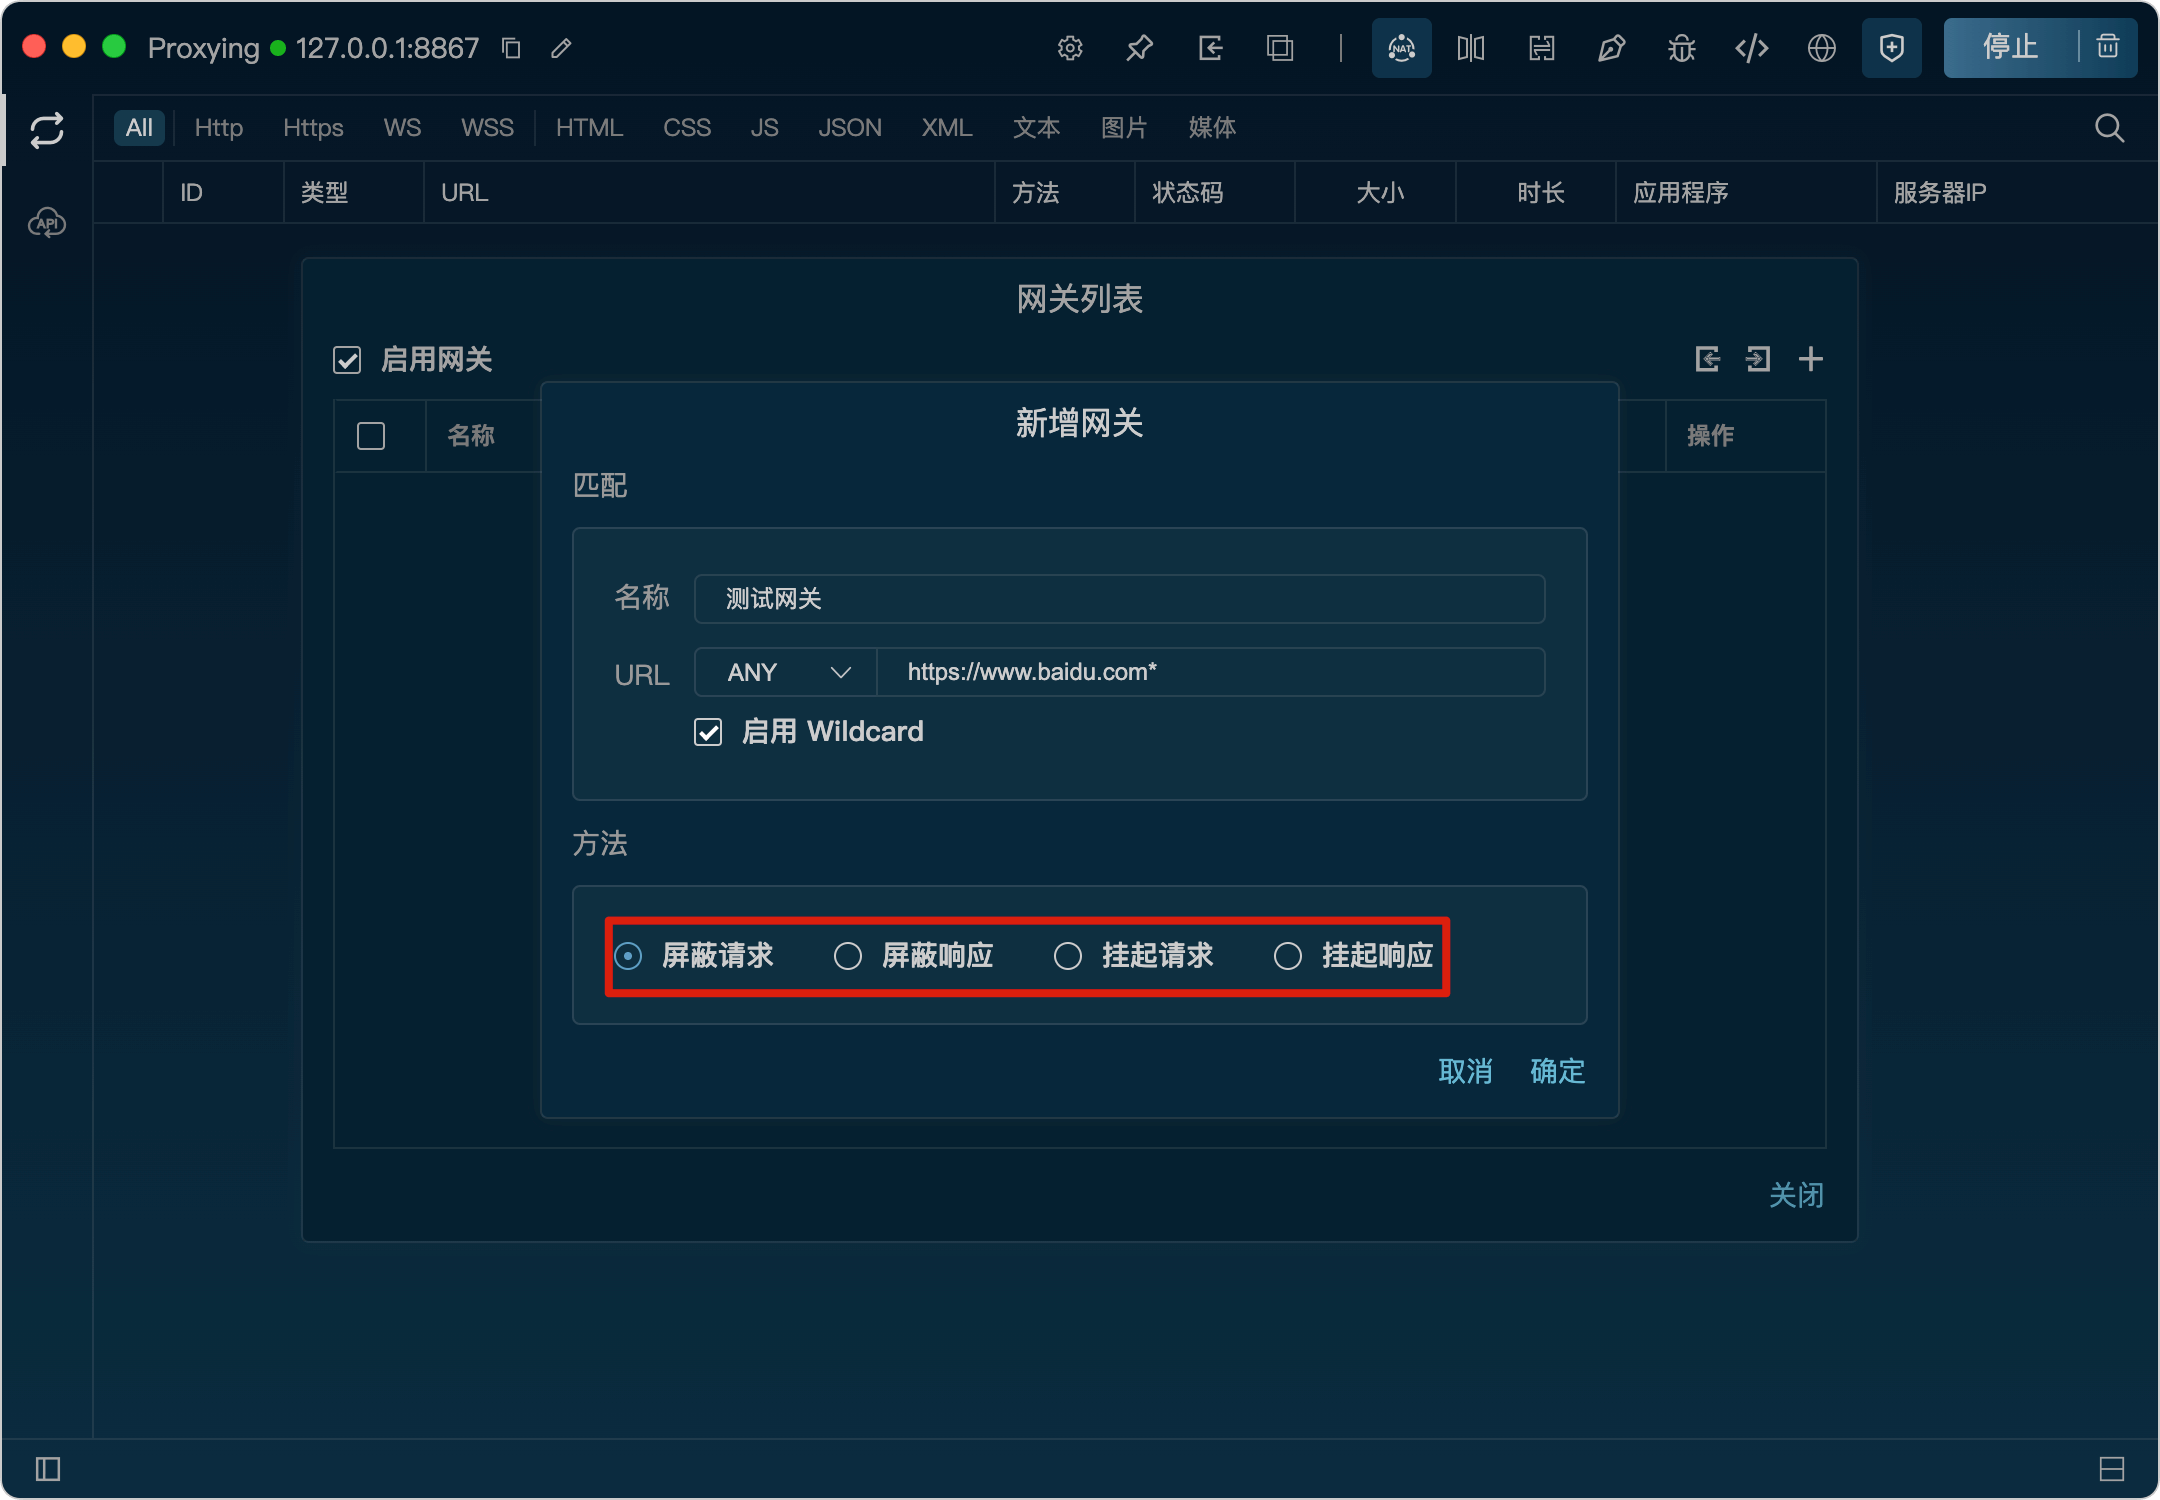 Proxying 127.0.0.1:8867
NAT
停止
All Http Https WS WSS HTML CSS JS JSON XML 文本 图片 媒体
ID 类型 URL 方法 状态码 大小 时长 应用程序 服务器IP
API
网关列表
启用网关
名称 操作
新增网关
匹配
名称 测试网关
URL ANY https://www.baidu.com*
启用 Wildcard
方法
屏蔽请求 屏蔽响应 挂起请求 挂起响应
取消 确定
关闭